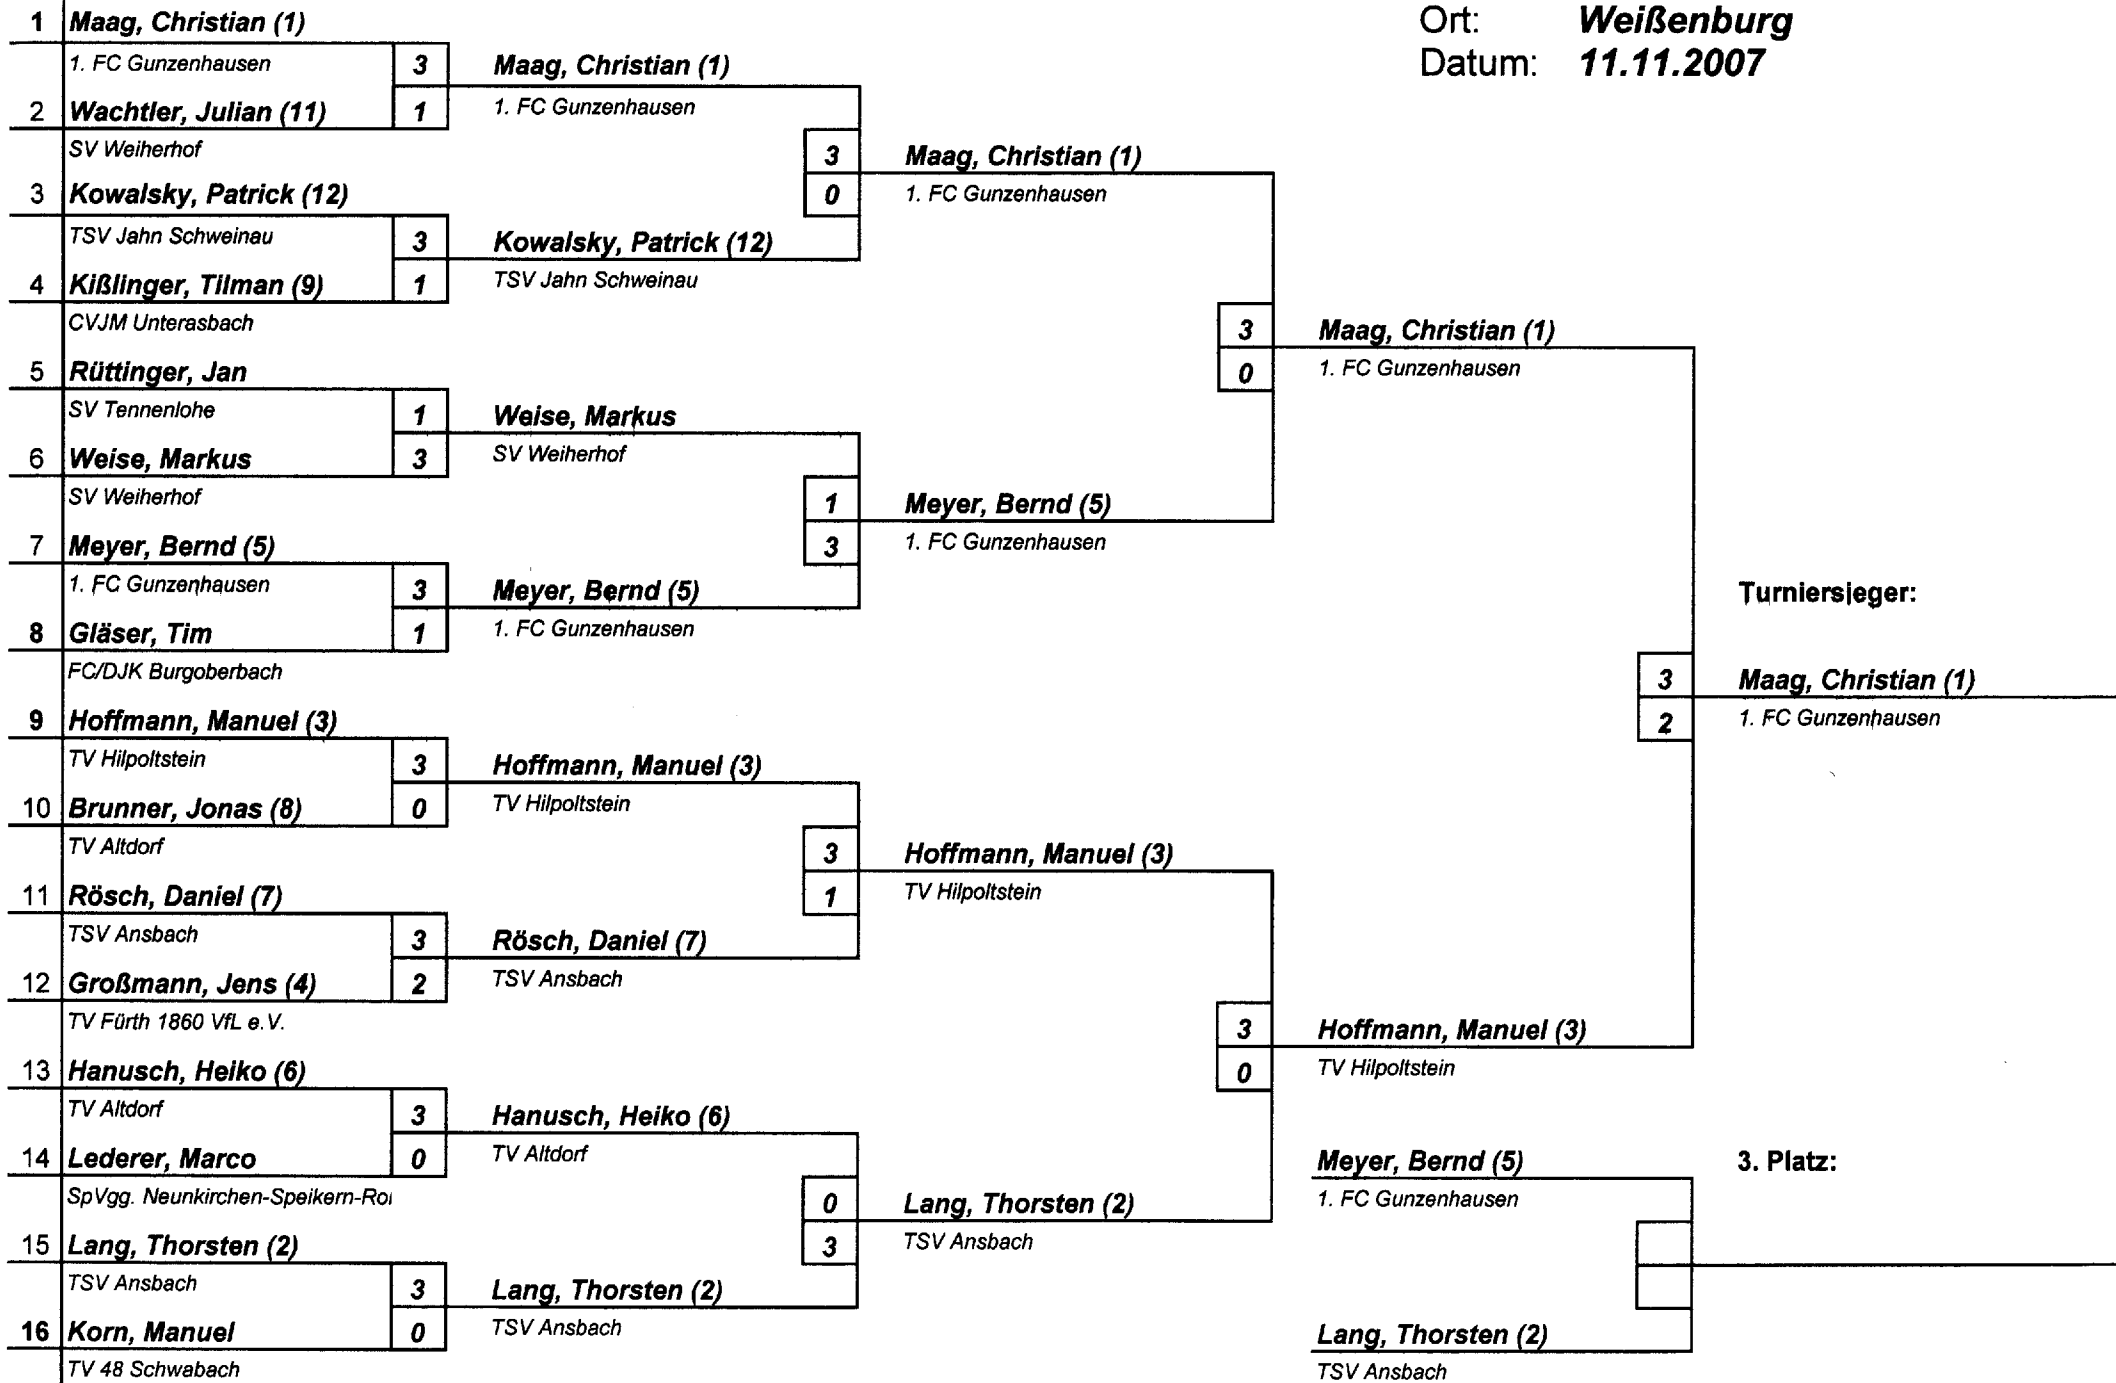 Ort: Weißenburg
Datum: 11.11.2007
1 Maag, Christian (1)
1. FC Gunzenhausen 3
2 Wachtler, Julian (11) 1
SV Weiherhof
3 Kowalsky, Patrick (12)
TSV Jahn Schweinau 3
4 Kißlinger, Tilman (9) 1
CVJM Unterasbach
5 Rüttinger, Jan
SV Tennenlohe 1
6 Weise, Markus 3
SV Weiherhof
7 Meyer, Bernd (5)
1. FC Gunzenhausen 3
8 Gläser, Tim 1
FC/DJK Burgoberbach
9 Hoffmann, Manuel (3)
TV Hilpoltstein 3
10 Brunner, Jonas (8) 0
TV Altdorf
11 Rösch, Daniel (7)
TSV Ansbach 3
12 Großmann, Jens (4) 2
TV Fürth 1860 VfL e.V.
13 Hanusch, Heiko (6)
TV Altdorf 3
14 Lederer, Marco 0
SpVgg. Neunkirchen-Speikern-Rol
15 Lang, Thorsten (2)
TSV Ansbach 3
16 Korn, Manuel 0
TV 48 Schwabach
Maag, Christian (1)
1. FC Gunzenhausen
3
0
Kowalsky, Patrick (12)
TSV Jahn Schweinau
Weise, Markus
SV Weiherhof
1
3
Meyer, Bernd (5)
1. FC Gunzenhausen
Hoffmann, Manuel (3)
TV Hilpoltstein
3
1
Rösch, Daniel (7)
TSV Ansbach
Hanusch, Heiko (6)
TV Altdorf
0
3
Lang, Thorsten (2)
TSV Ansbach
Maag, Christian (1)
1. FC Gunzenhausen
3
0
Meyer, Bernd (5)
1. FC Gunzenhausen
Hoffmann, Manuel (3)
TV Hilpoltstein
3
0
Lang, Thorsten (2)
TSV Ansbach
Maag, Christian (1)
1. FC Gunzenhausen
3
2
Hoffmann, Manuel (3)
TV Hilpoltstein
Turniersieger:
Maag, Christian (1)
1. FC Gunzenhausen
Meyer, Bernd (5)
1. FC Gunzenhausen
3. Platz:
Lang, Thorsten (2)
TSV Ansbach